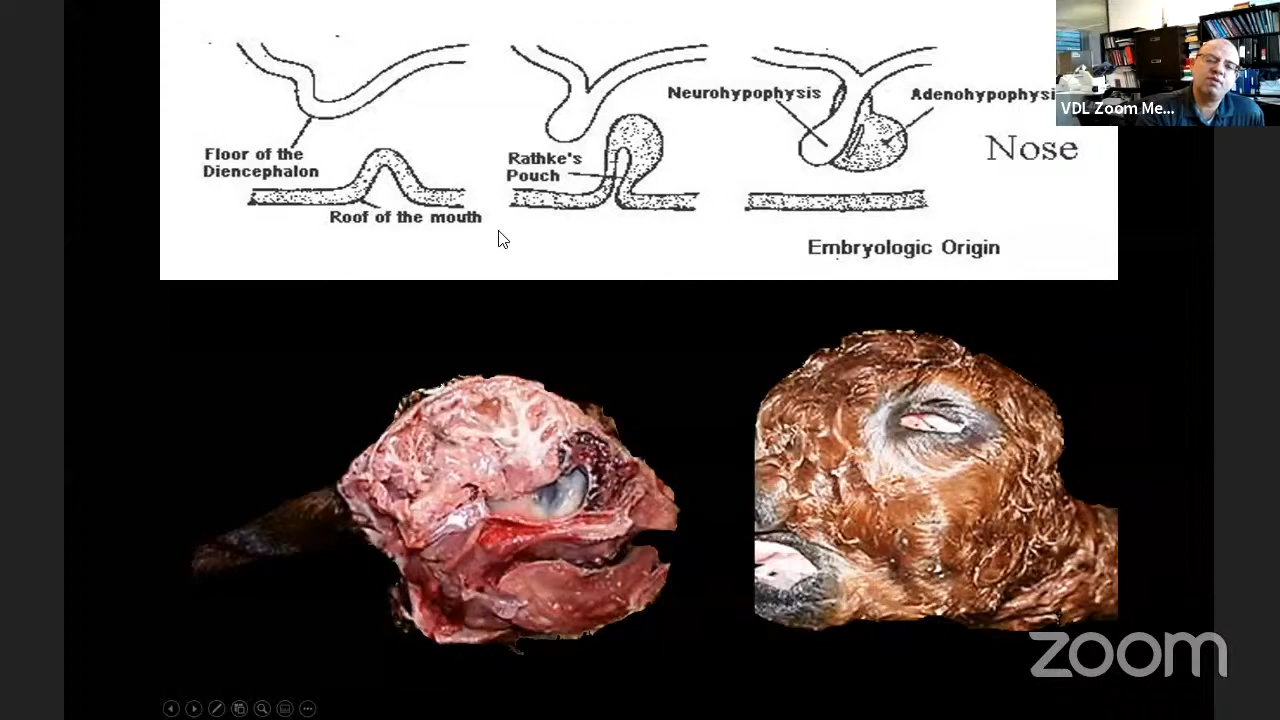 Neurohypophysis
Adenohypophysi
VDL Zoom Me...
Nose
Floor of the
Diencephalon
Rathke's
Pouch
Roof of the mouth
Embryologic Origin
zoom